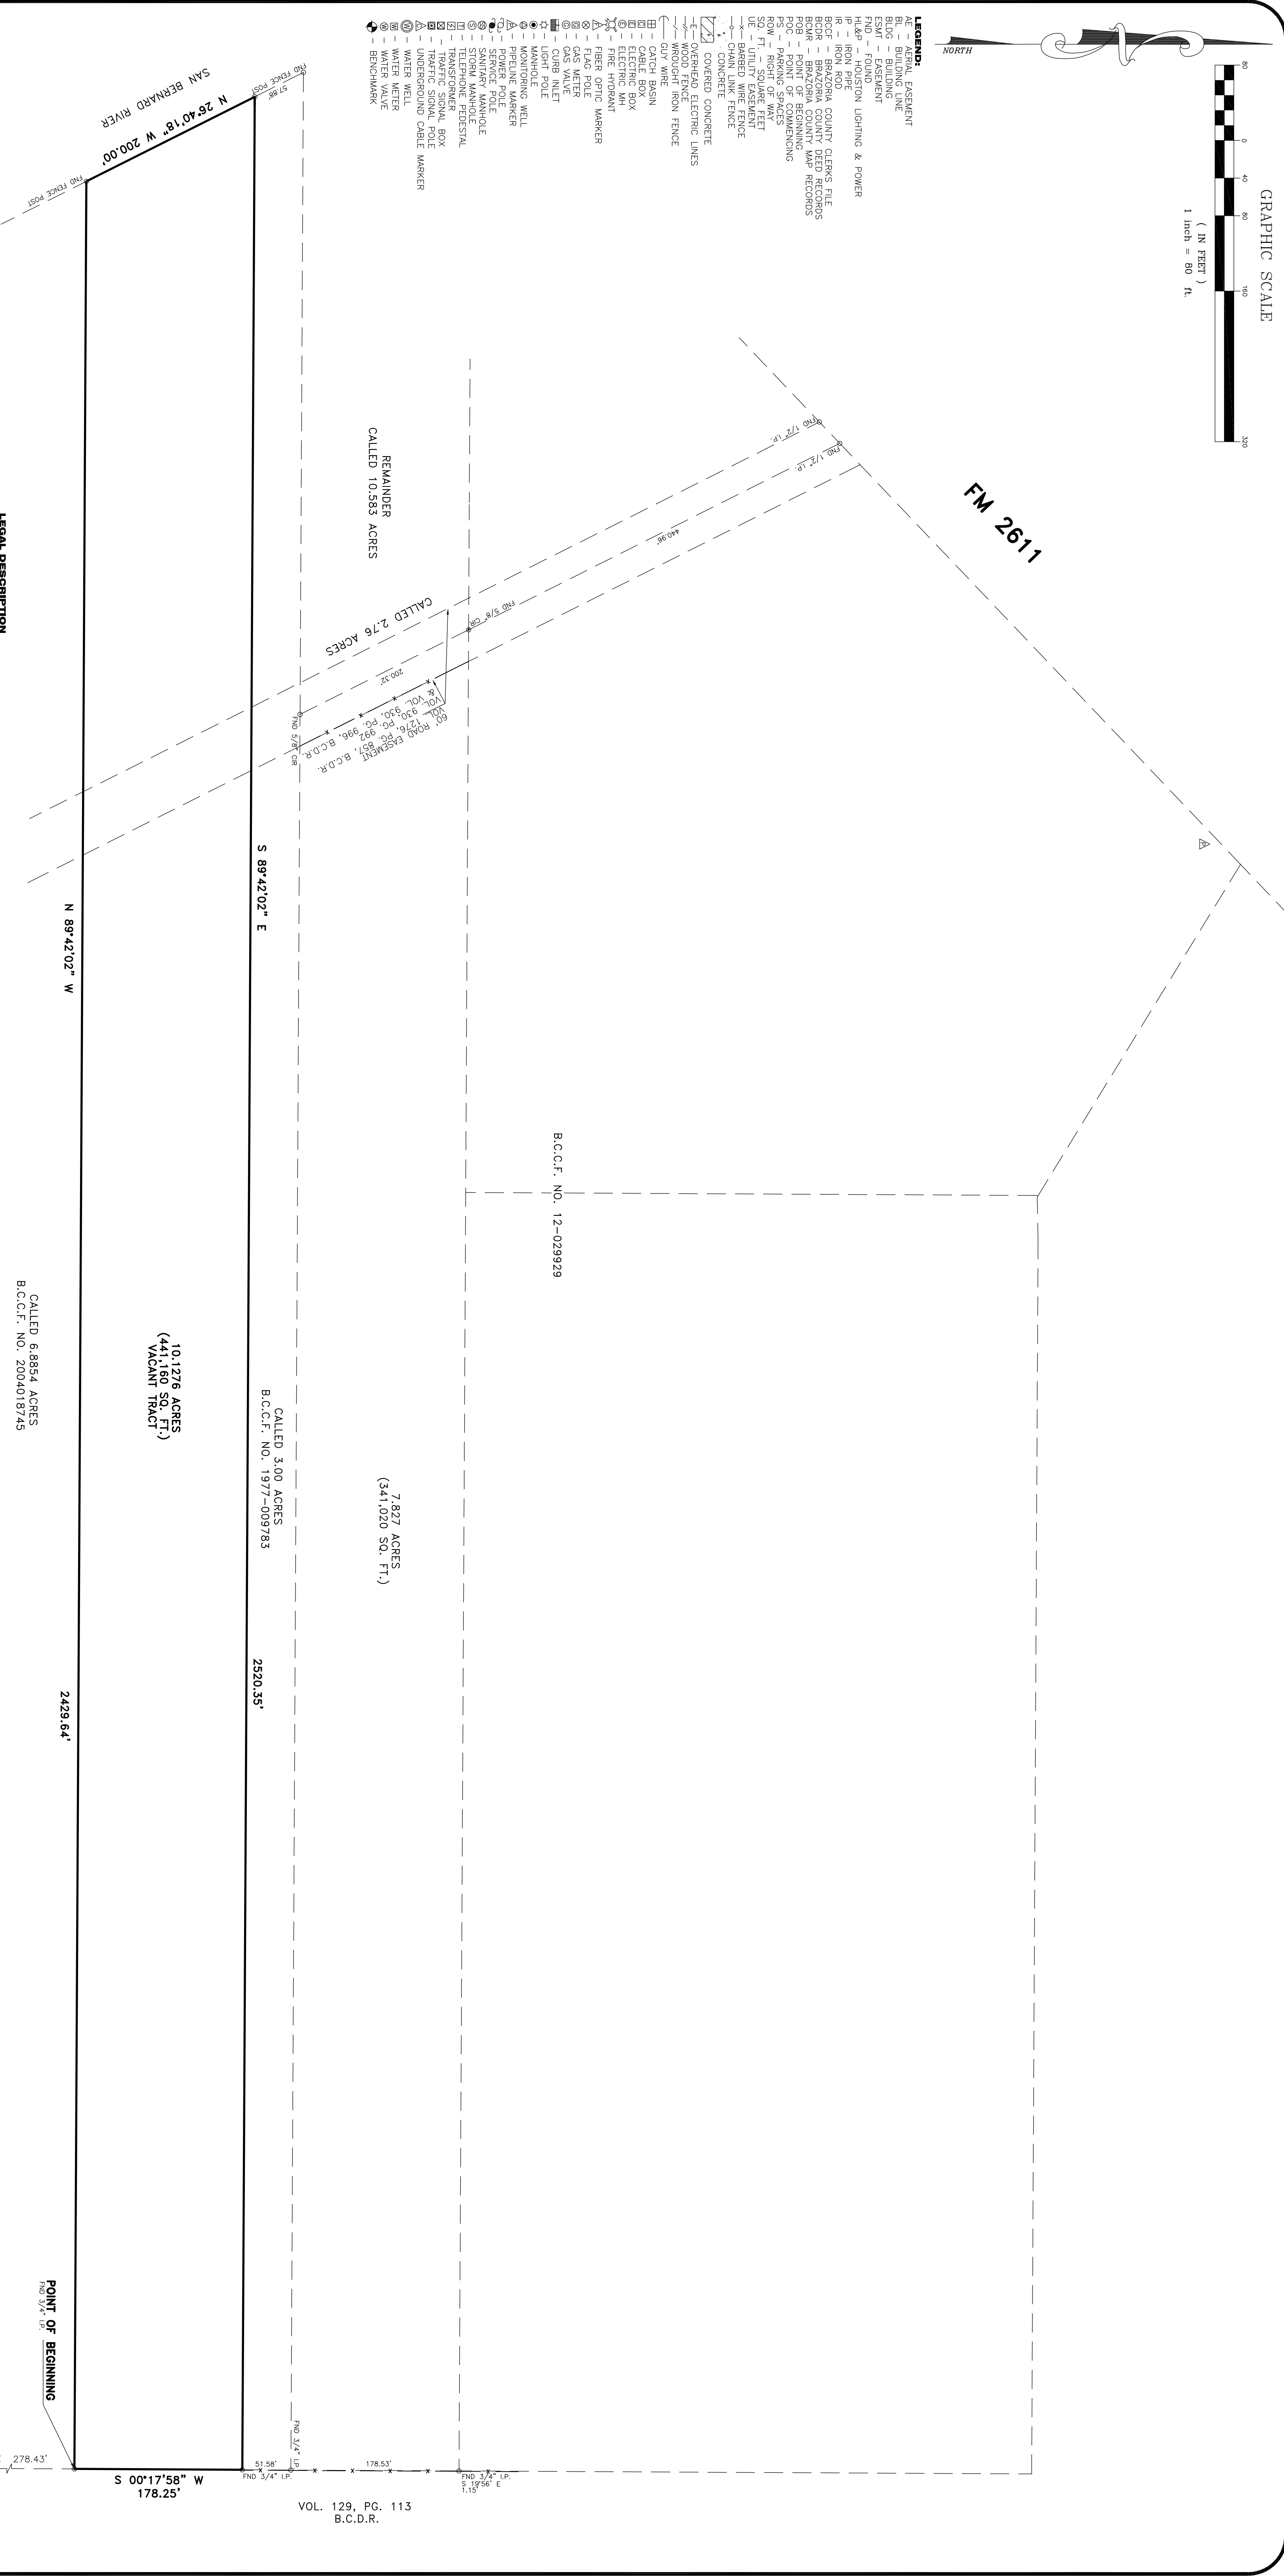 GRAPHIC SCALE
80 0 40 80 160 320
( IN FEET )
1 inch = 80 ft.
NORTH
LEGEND:
AE - AERIAL EASEMENT
BL - BUILDING LINE
BLDG - BUILDING
ESMT - EASEMENT
FND - FOUND
HL&P - HOUSTON LIGHTING & POWER
IP - IRON PIPE
IR - IRON ROD
BCCF - BRAZORIA COUNTY CLERKS FILE
BCDR - BRAZORIA COUNTY DEED RECORDS
BCMR - BRAZORIA COUNTY MAP RECORDS
POB - POINT OF BEGINNING
POC - POINT OF COMMENCING
PS - PARKING SPACES
ROW - RIGHT OF WAY
SQ. FT. - SQUARE FEET
UE - UTILITY EASEMENT
-x- BARBED WIRE FENCE
-o- CHAIN LINK FENCE
- CONCRETE
COVERED CONCRETE
-E- OVERHEAD ELECTRIC LINES
-//- WOOD FENCE
-/- WROUGHT IRON FENCE
- GUY WIRE
- CATCH BASIN
C - CABLE BOX
E - ELECTRIC BOX
E - ELECTRIC MH
- FIRE HYDRANT
- FIBER OPTIC MARKER
- FLAG POLE
G - GAS METER
G - GAS VALVE
- CURB INLET
- LIGHT POLE
- MANHOLE
- MONITORING WELL
- PIPELINE MARKER
- POWER POLE
- SERVICE POLE
- SANITARY MANHOLE
S - STORM MANHOLE
T - TELEPHONE PEDESTAL
- TRANSFORMER
- TRAFFIC SIGNAL BOX
- TRAFFIC SIGNAL POLE
- UNDERGROUND CABLE MARKER
W - WATER WELL
W - WATER METER
W - WATER VALVE
- BENCHMARK
FM 2611
FND 1/2" I.P.
FND 1/2" I.P.
440.96'
FND 5/8" CIR
REMAINDER
CALLED 10.583 ACRES
CALLED 2.76 ACRES
200.32'
60' ROAD EASEMENT
VOL. 1276, PG. 857, B.C.D.R.
VOL. 930, PG. 992
& VOL. 930, PG. 996, B.C.D.R.
FND 5/8" CIR
B.C.C.F. NO. 12-029929
7.827 ACRES
(341,020 SQ. FT.)
FND FENCE POST
57.88'
SAN BERNARD RIVER
N 26°40'18" W 200.00'
FND FENCE POST
S 89°42'02" E
2520.35'
CALLED 3.00 ACRES
B.C.C.F. NO. 1977-009783
10.1276 ACRES
(441,160 SQ. FT.)
VACANT TRACT
N 89°42'02" W
2429.64'
CALLED 6.8854 ACRES
B.C.C.F. NO. 2004018745
LEGAL DESCRIPTION
POINT OF BEGINNING
FND 3/4" I.P.
278.43'
S 00°17'58" W
178.25'
51.58'
FND 3/4" I.P.
FND 3/4" I.P.
178.53'
FND 3/4" I.P.
1.15'
VOL. 129, PG. 113
B.C.D.R.